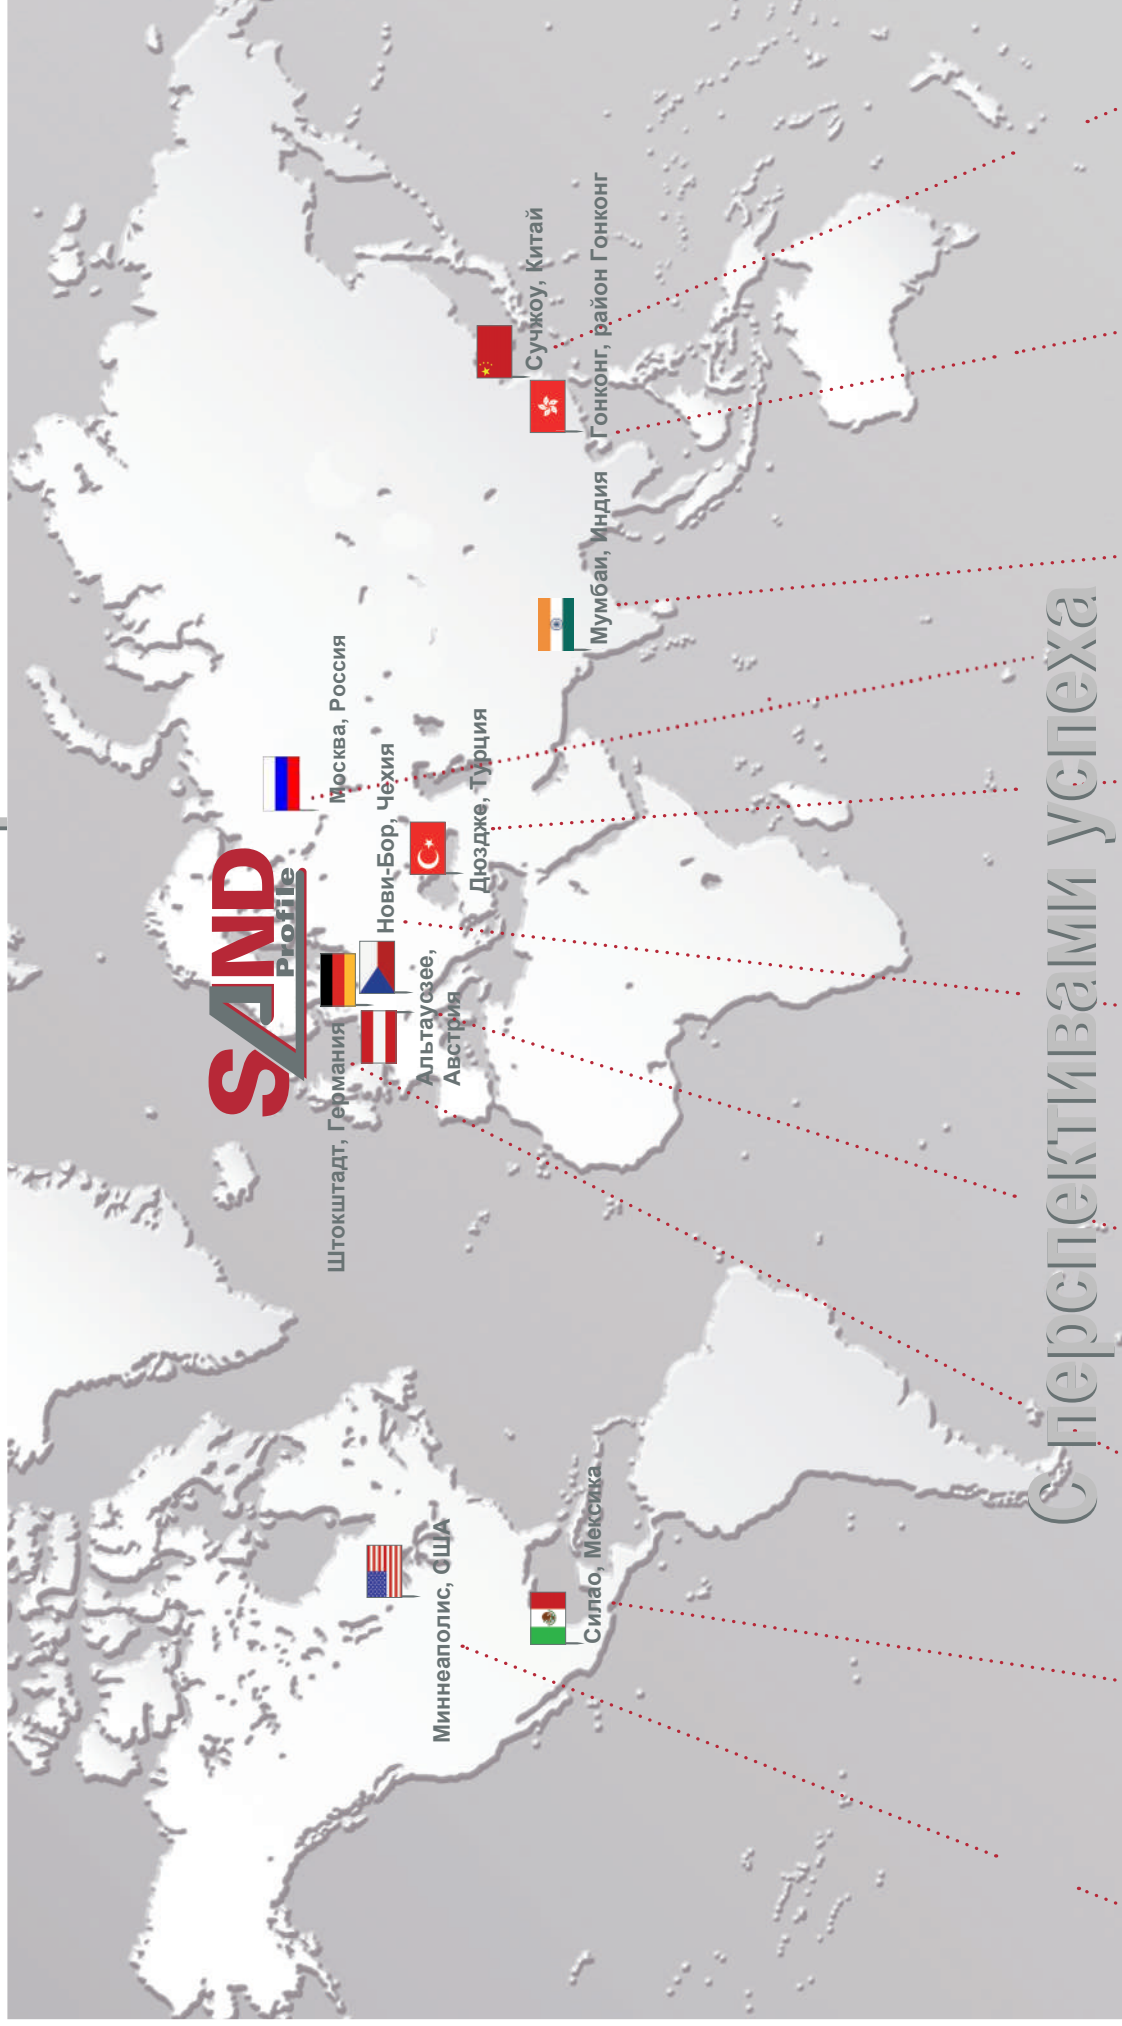 SAND
Profile
Москва, Россия
Штокштадт, Германия
Нови-Бор, Чехия
Альтаусзее,
Австрия
Миннеаполис, США
Дюздже, Турция
Сучжоу, Китай
Силао, Мексика
Мумбаи, Индия
Гонконг, район Гонконг
С перспективами успеха